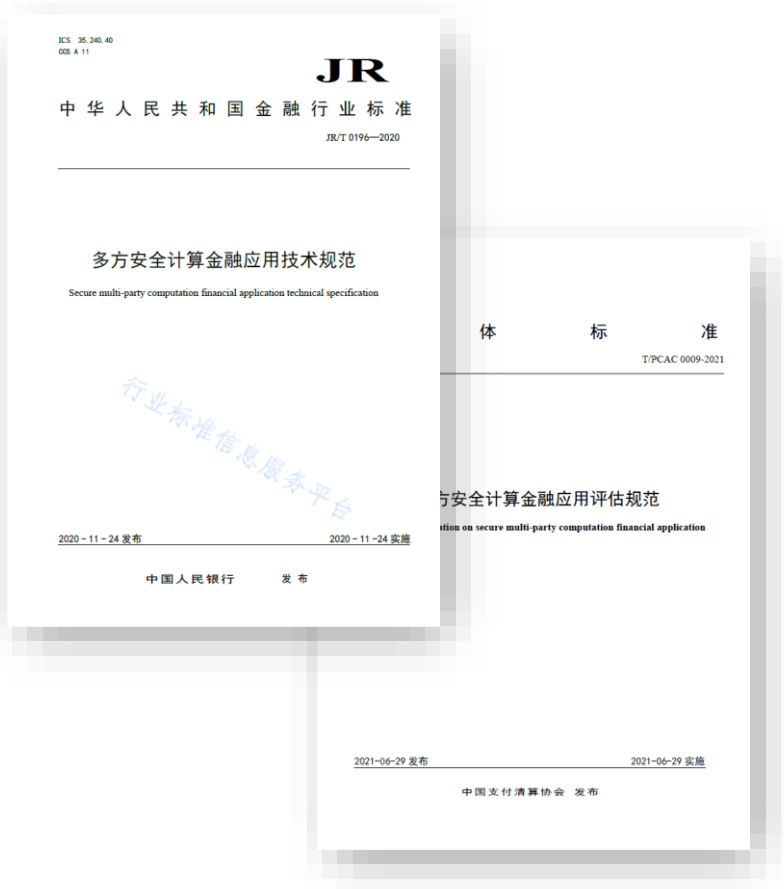 ICS 35.240.40
CCS A 11
JR
中华人民共和国金融行业标准
JR/T 0196—2020
多方安全计算金融应用技术规范
Secure multi-party computation financial application technical specification
行业标准信息服务平台
2020-11-24 发布
2020-11-24 实施
中国人民银行 发布
体 标 准
T/PCAC 0009-2021
方安全计算金融应用评估规范
on secure multi-party computation financial application
2021-06-29 发布
2021-06-29 实施
中国支付清算协会 发布